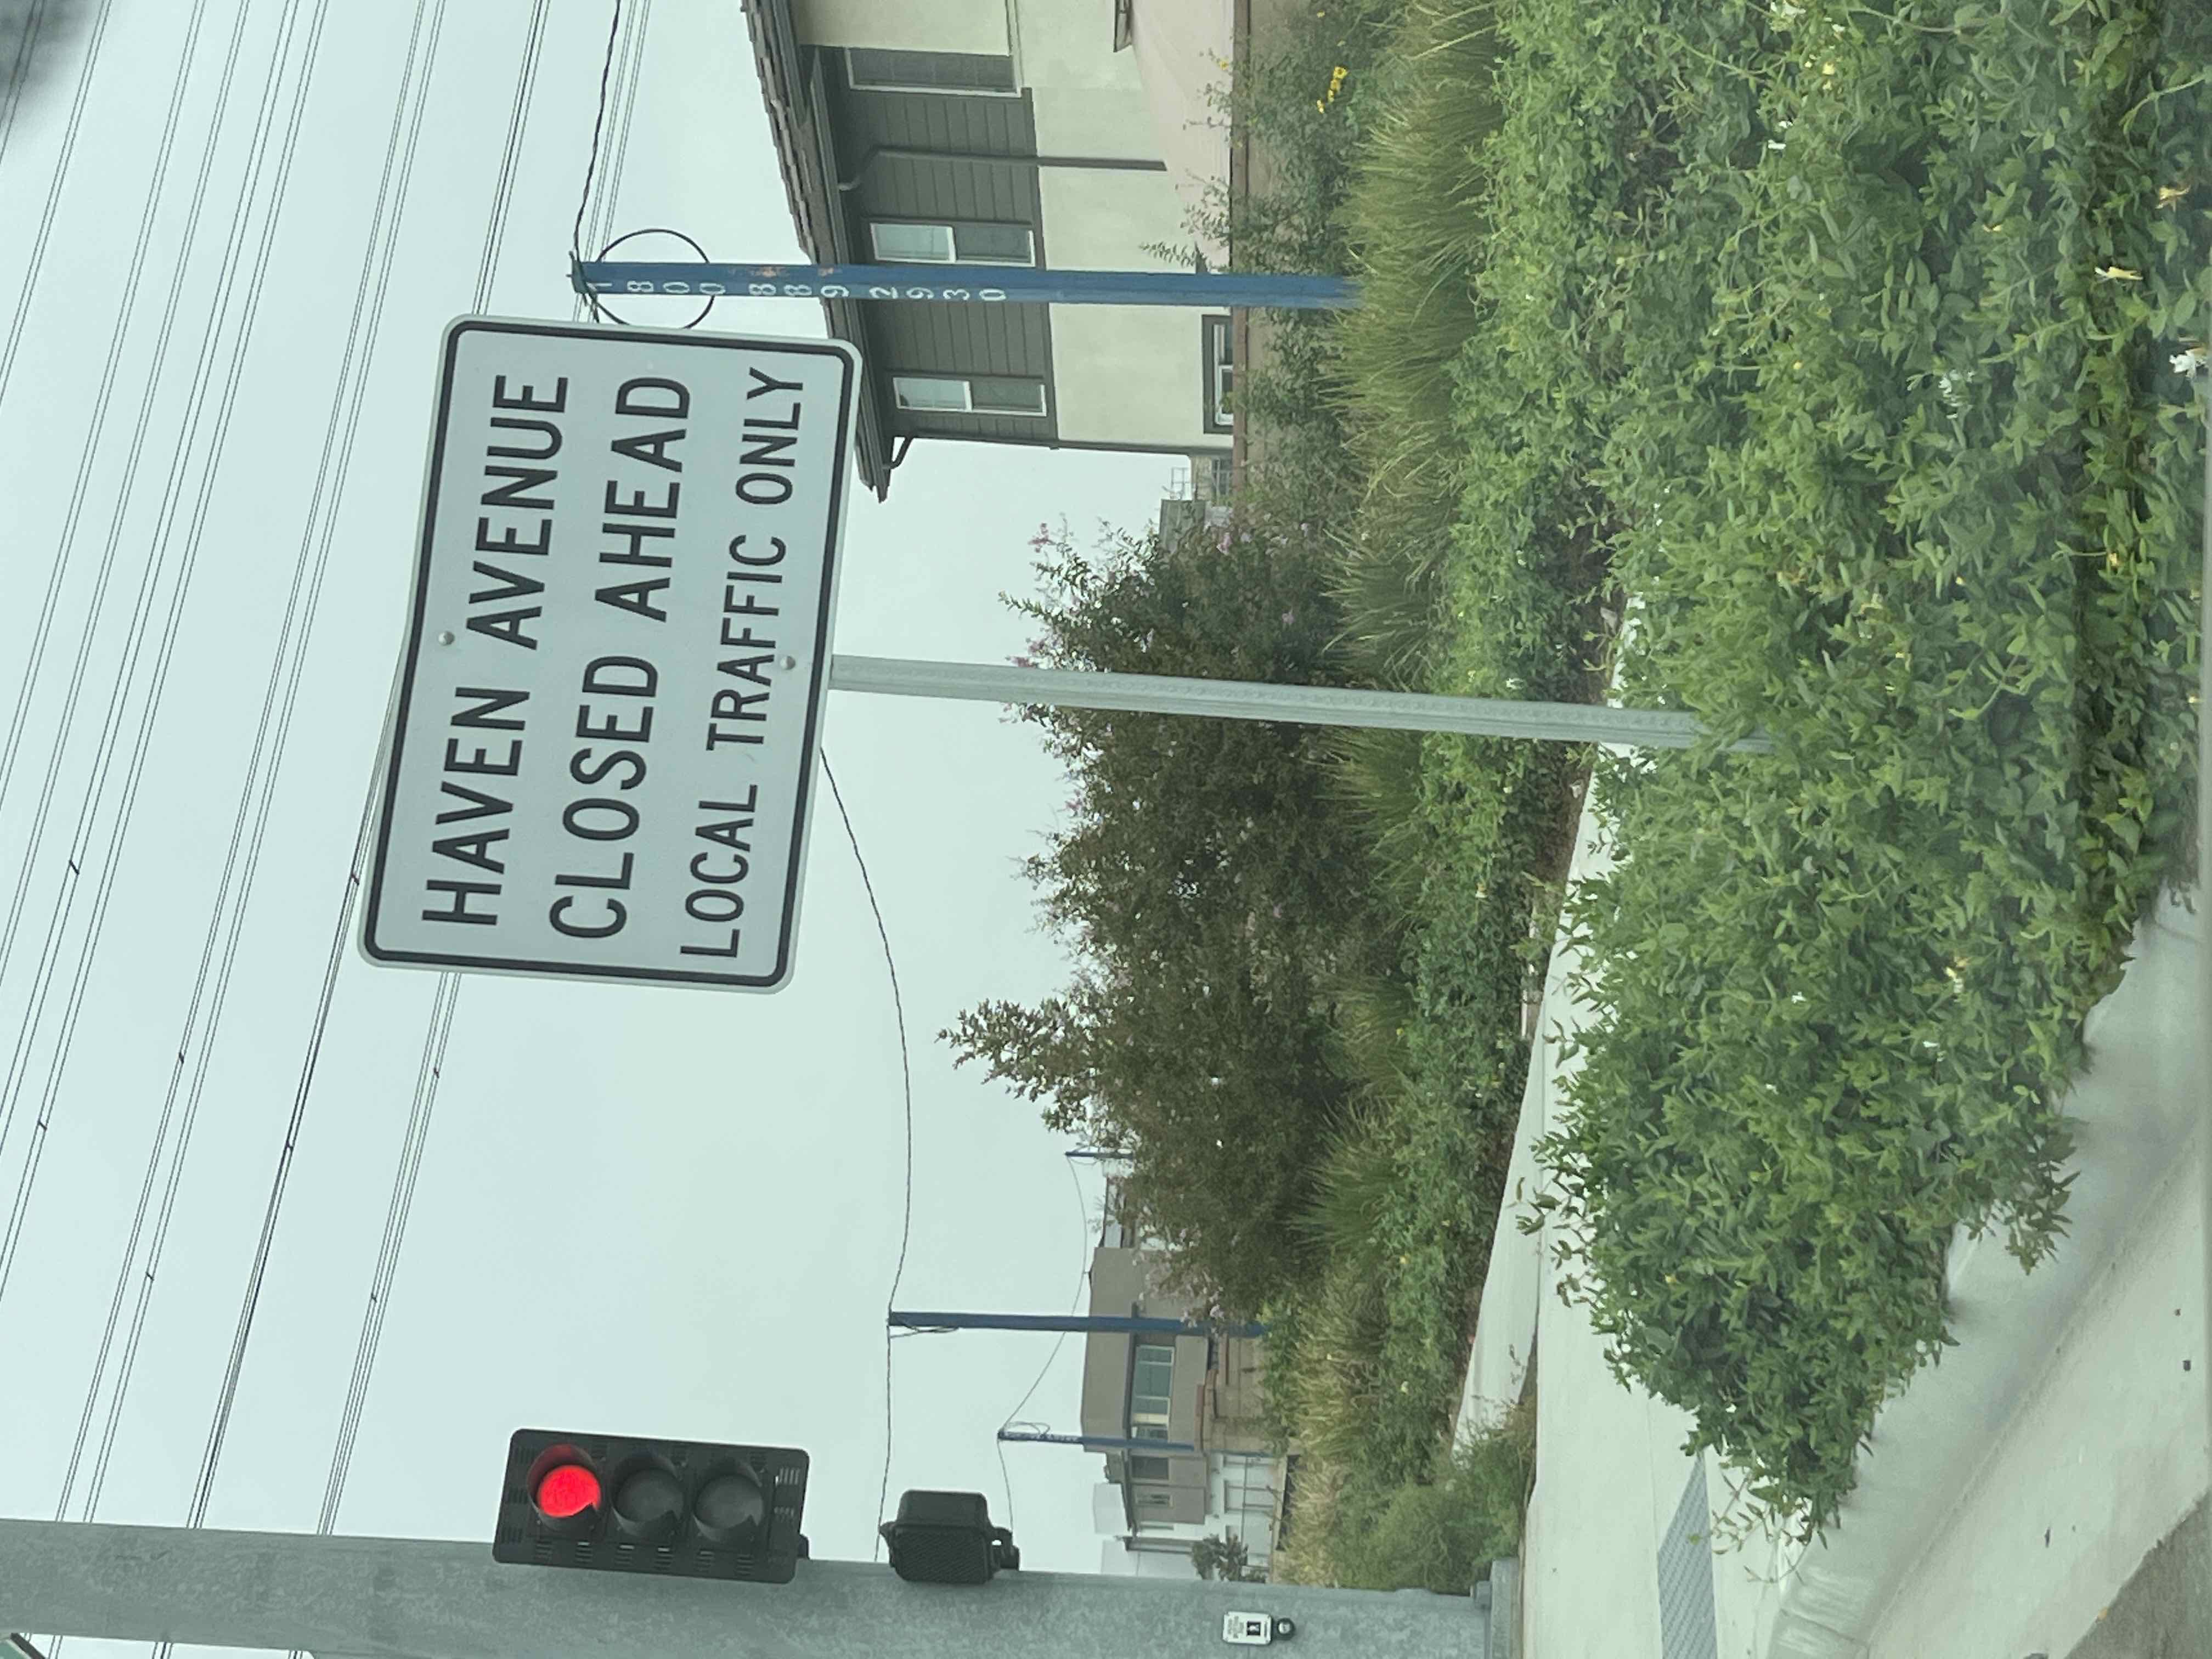 HAVEN AVENUE
CLOSED AHEAD
LOCAL TRAFFIC ONLY
1 800 889 2930